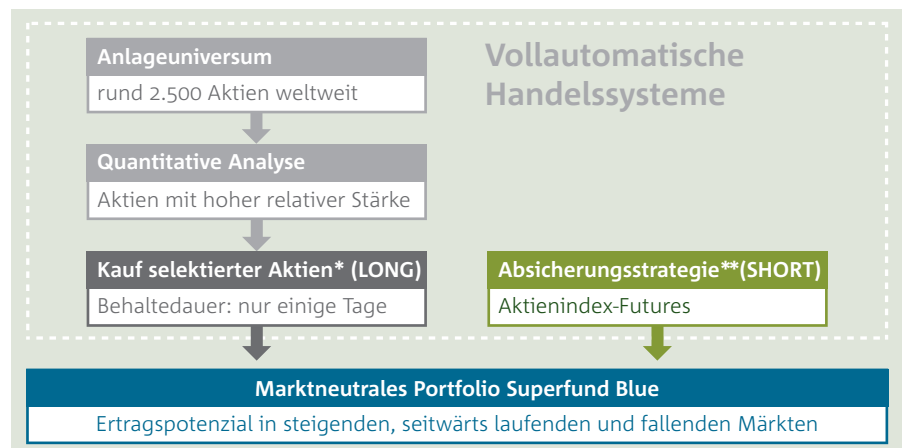 Anlageuniversum
rund 2.500 Aktien weltweit
Vollautomatische
Handelssysteme
Quantitative Analyse
Aktien mit hoher relativer Stärke
Kauf selektierter Aktien* (LONG)
Behaltedauer: nur einige Tage
Absicherungsstrategie**(SHORT)
Aktienindex-Futures
Marktneutrales Portfolio Superfund Blue
Ertragspotenzial in steigenden, seitwärts laufenden und fallenden Märkten